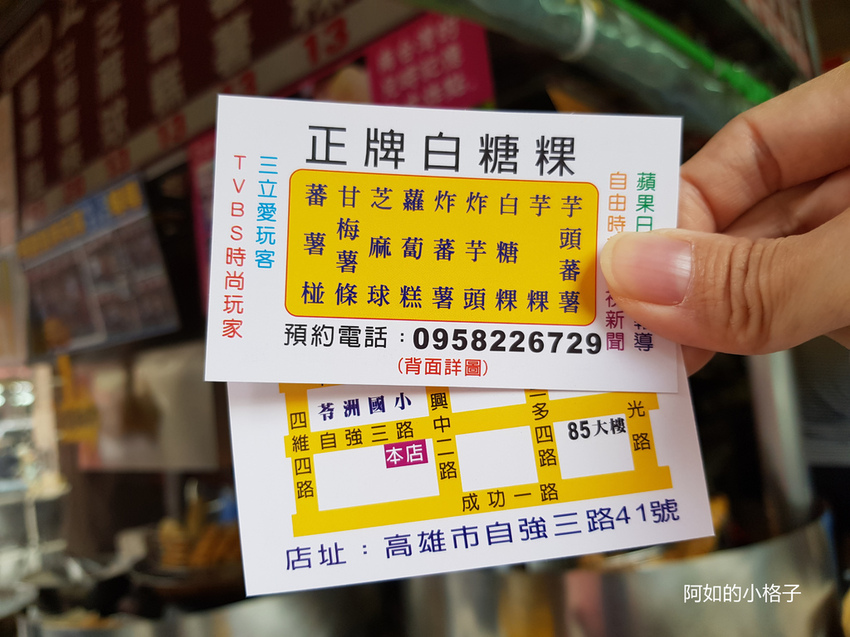 正牌白糖粿
蘋果日
導
自由時
新聞
芋頭蕃薯
芋粿
白糖粿
炸芋頭
炸蕃薯
蘿萄糕
芝麻球
甘梅薯條
蕃薯椪
三立愛玩客
TVBS時尚玩家
預約電話：0958226729
(背面詳圖)
苓洲國小
四維四路
自強三路
本店
興中二路
多四路
85大樓
光路
成功一路
店址：高雄市自強三路41號
13
阿如的小格子